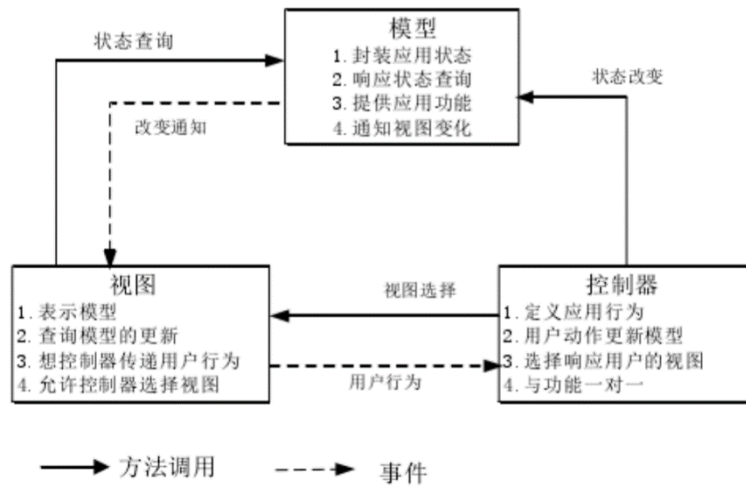 状态查询
模型
1. 封装应用状态
2. 响应状态查询
3. 提供应用功能
4. 通知视图变化
状态改变
改变通知
视图
1. 表示模型
2. 查询模型的更新
3. 想控制器传递用户行为
4. 允许控制器选择视图
视图选择
用户行为
控制器
1. 定义应用行为
2. 用户动作更新模型
3. 选择响应用户的视图
4. 与功能一对一
方法调用
事件